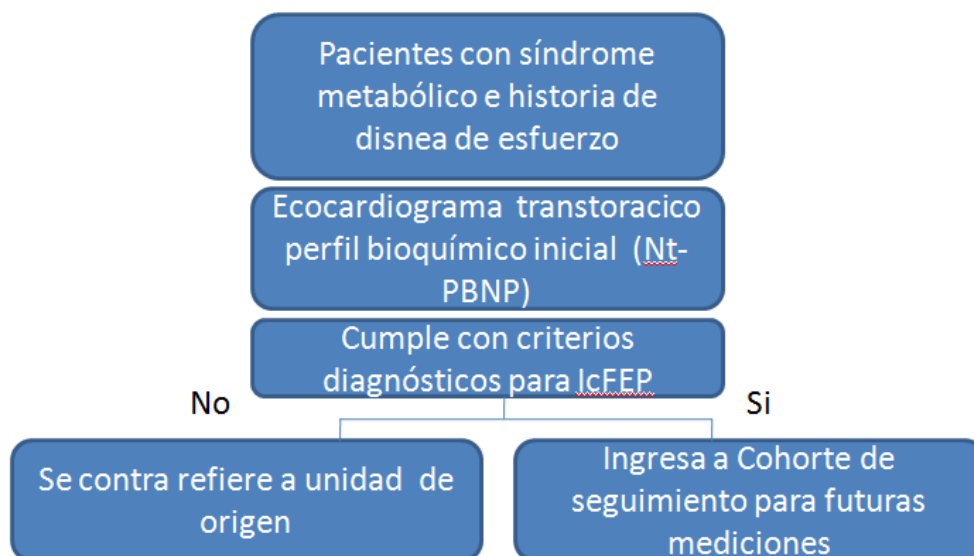 Pacientes con síndrome
metabólico e historia de
disnea de esfuerzo
Ecocardiograma transtoracico
perfil bioquímico inicial (Nt-
PBNP)
Cumple con criterios
diagnósticos para IcFEP
No
Si
Se contra refiere a unidad de
origen
Ingresa a Cohorte de
seguimiento para futuras
mediciones